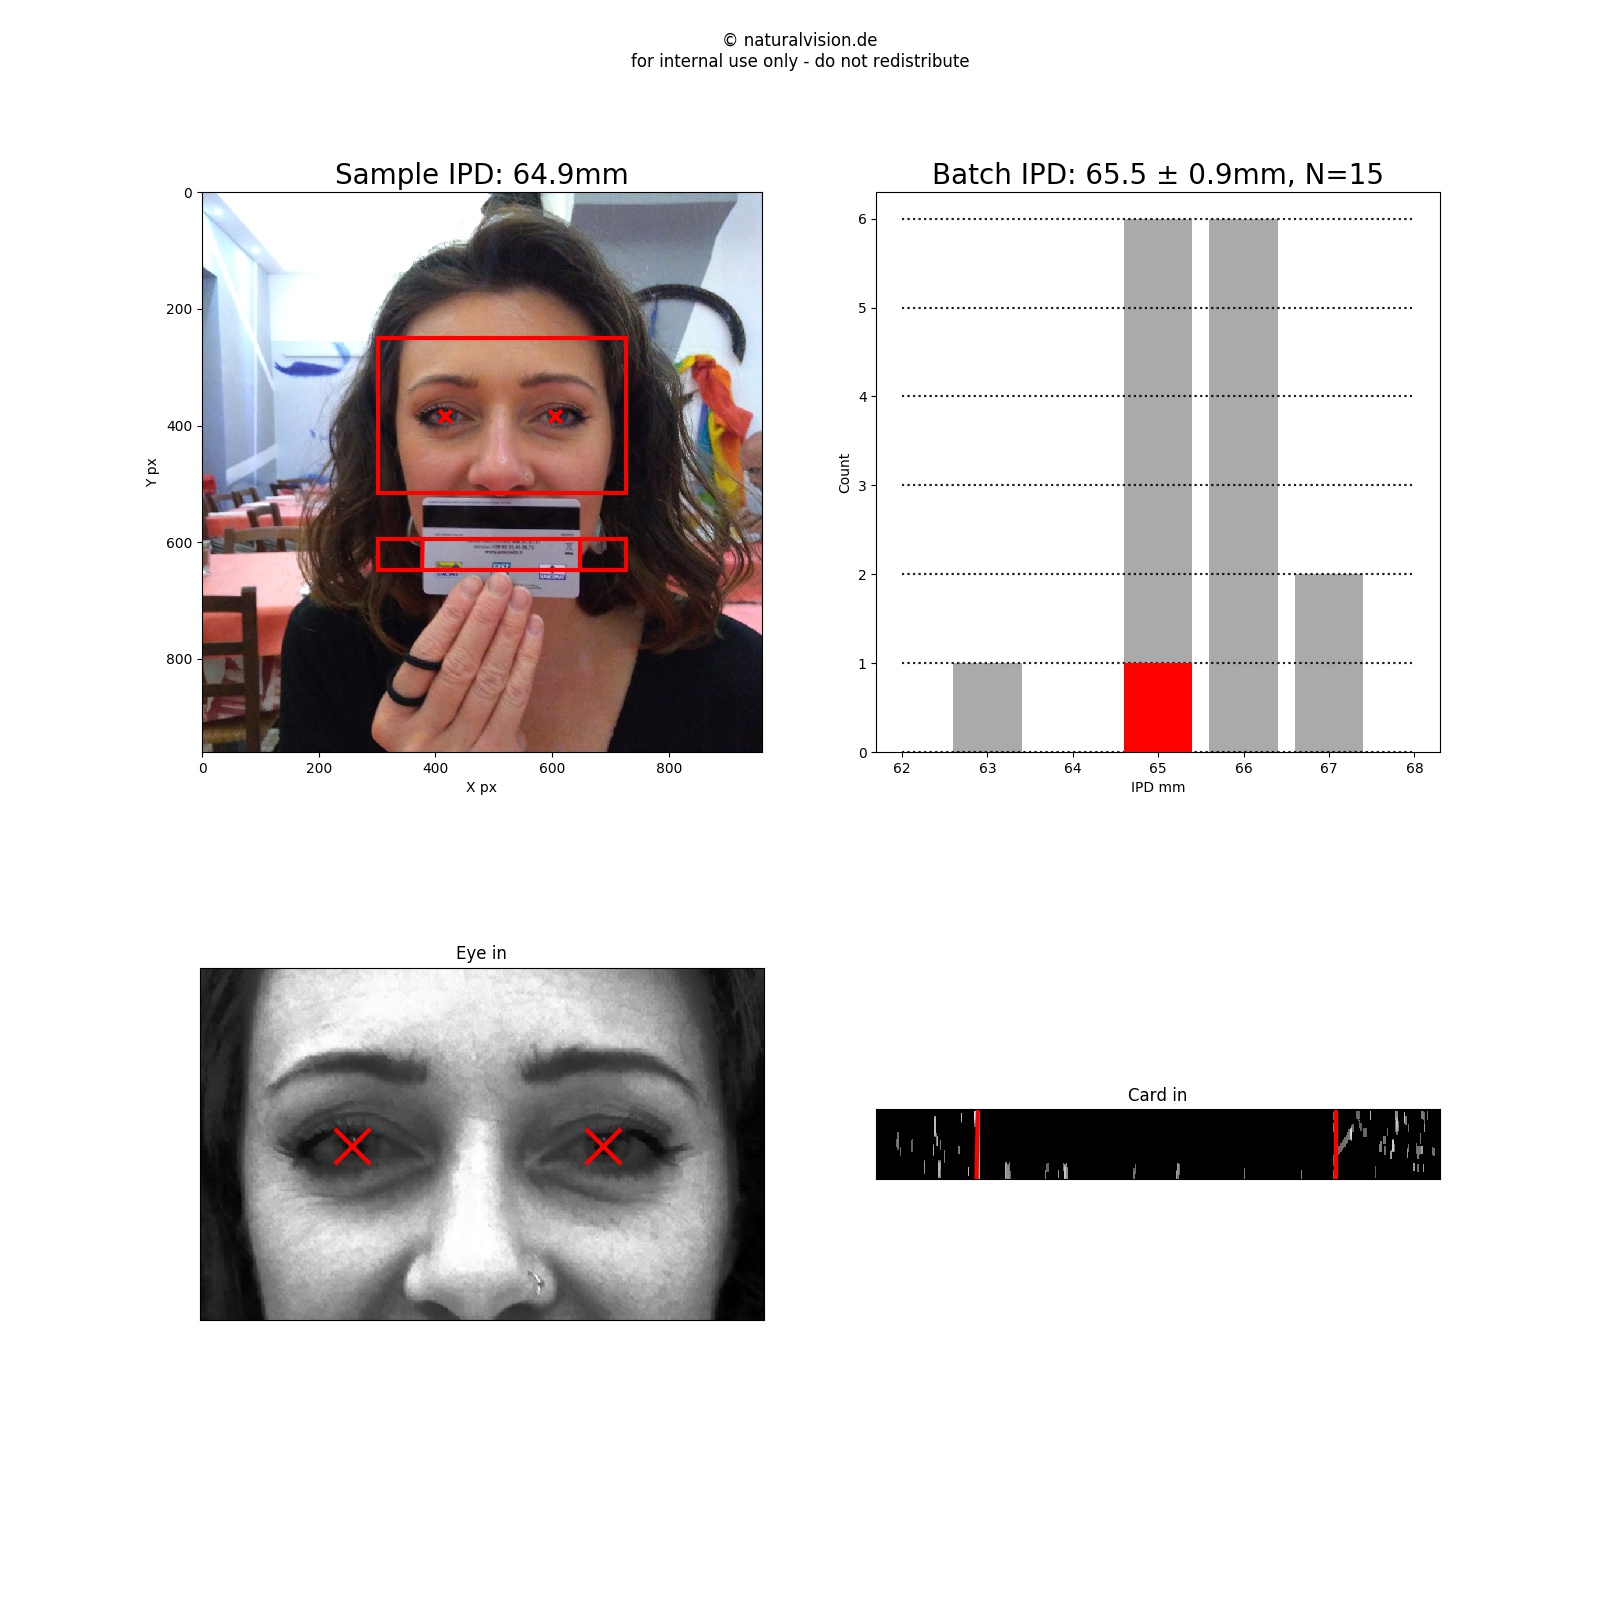 © naturalvision.de
for internal use only - do not redistribute
Sample IPD: 64.9mm
0
200
400
600
800
Y px
0
200
400
600
800
X px
Batch IPD: 65.5 ± 0.9mm, N=15
6
5
4
3
2
1
0
Count
62
63
64
65
66
67
68
IPD mm
Eye in
Card in